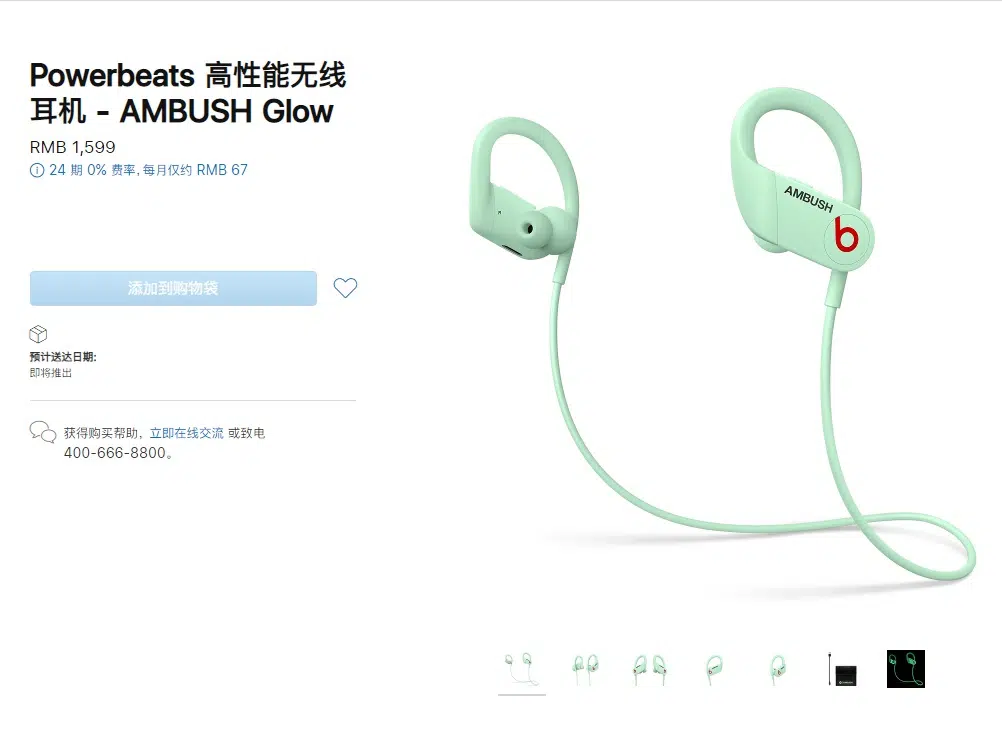 Powerbeats 高性能无线
耳机 – AMBUSH Glow
RMB 1,599
24 期 0% 费率, 每月仅约 RMB 67
添加到购物袋
预计送达日期:
即将推出
获得购买帮助，立即在线交流 或致电
400-666-8800。
AMBUSH
b